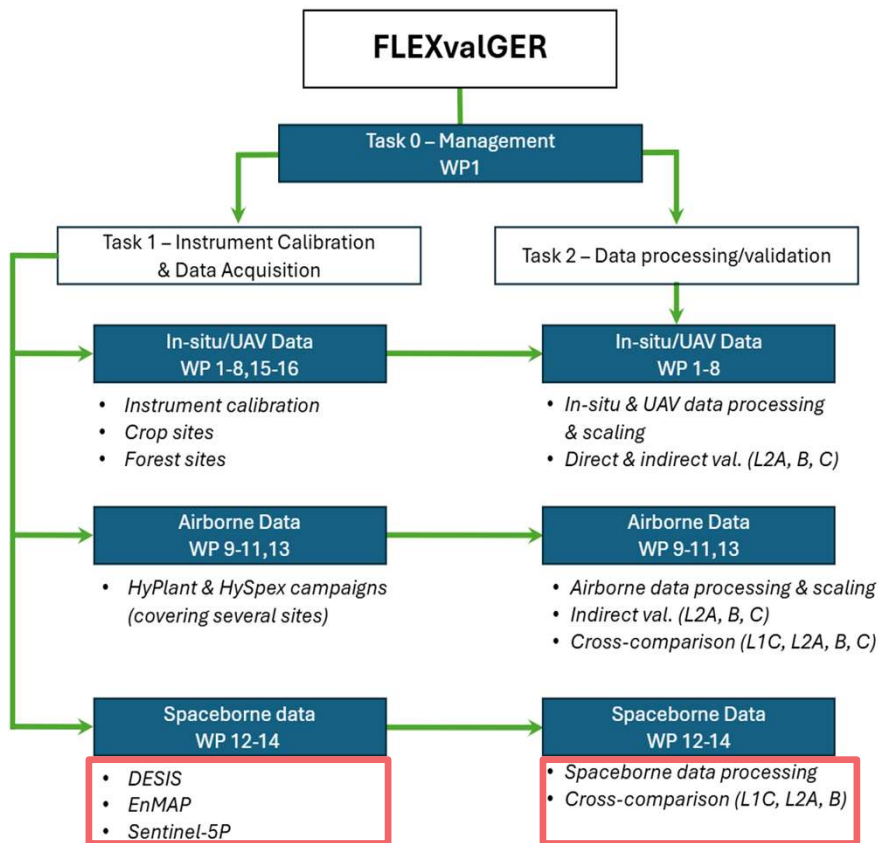 FLEXvalGER
Task 0 – Management
WP1
Task 1 – Instrument Calibration
& Data Acquisition
Task 2 – Data processing/validation
In-situ/UAV Data
WP 1-8,15-16
• Instrument calibration
• Crop sites
• Forest sites
In-situ/UAV Data
WP 1-8
• In-situ & UAV data processing
& scaling
• Direct & indirect val. (L2A, B, C)
Airborne Data
WP 9-11,13
• HyPlant & HySpex campaigns
(covering several sites)
Airborne Data
WP 9-11,13
• Airborne data processing & scaling
• Indirect val. (L2A, B, C)
• Cross-comparison (L1C, L2A, B, C)
Spaceborne data
WP 12-14
• DESIS
• EnMAP
• Sentinel-5P
Spaceborne Data
WP 12-14
• Spaceborne data processing
• Cross-comparison (L1C, L2A, B)